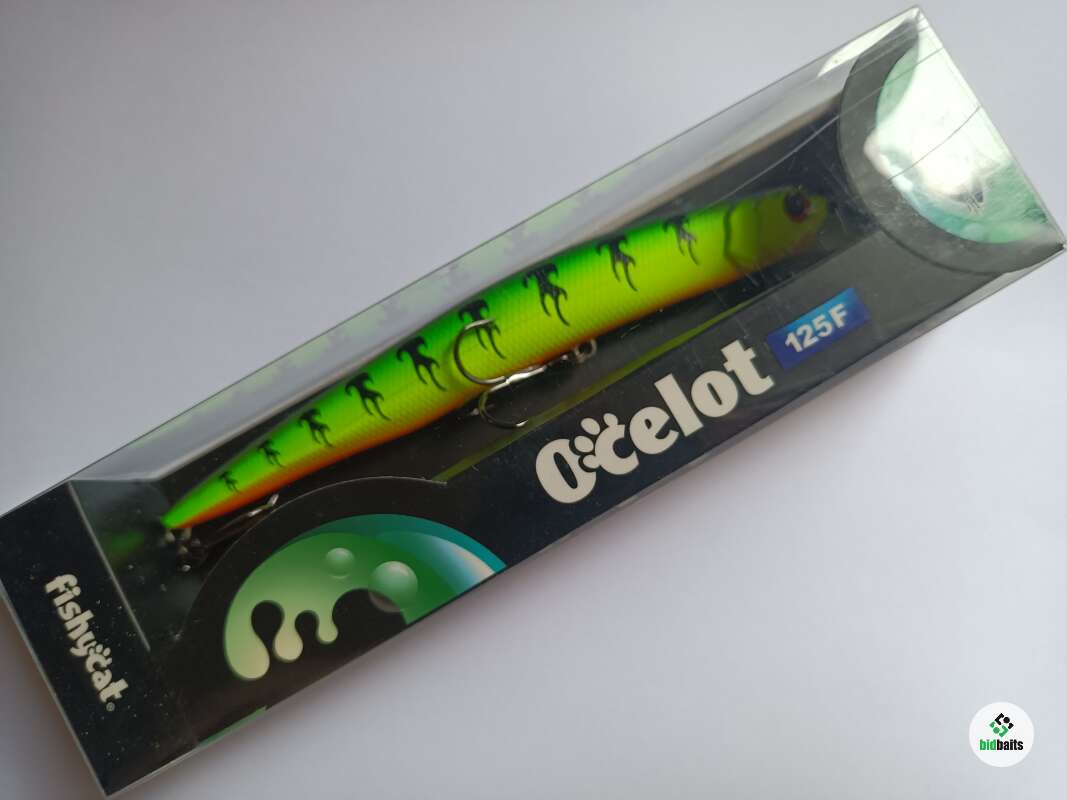 Ocelot
125F
fishycat®
bidbaits